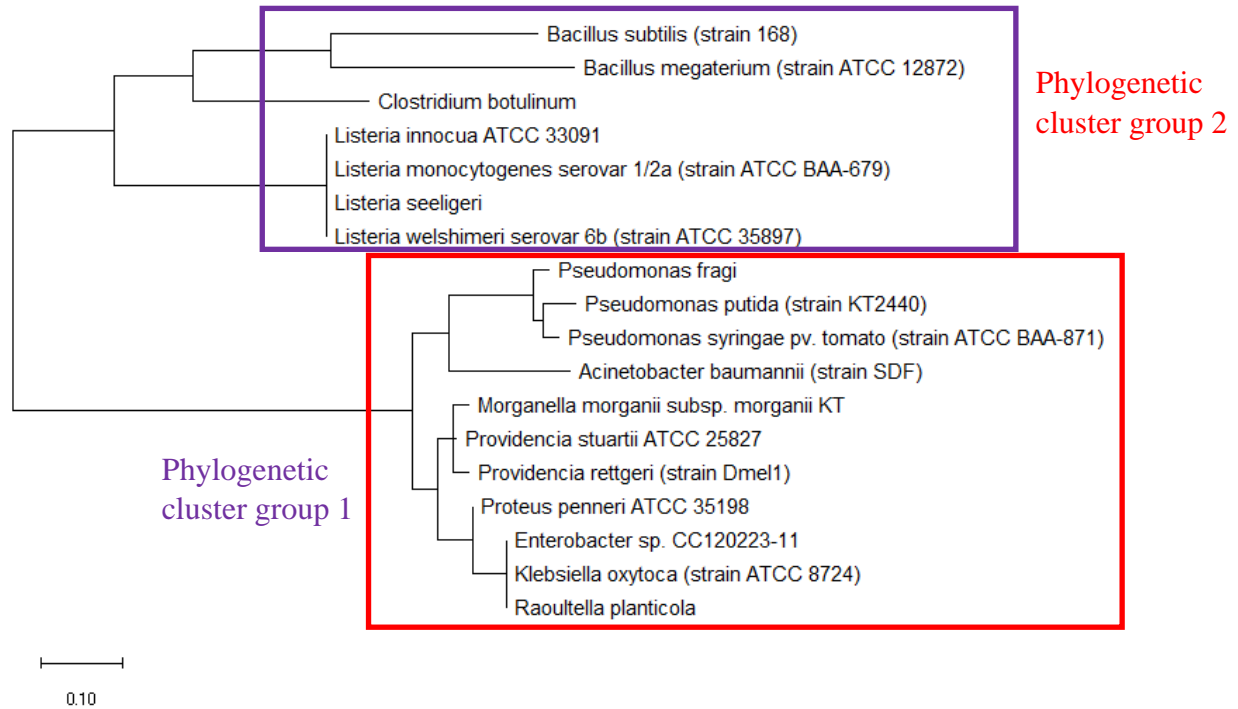 Bacillus subtilis (strain 168)
Bacillus megaterium (strain ATCC 12872)
Clostridium botulinum
Listeria innocua ATCC 33091
Listeria monocytogenes serovar 1/2a (strain ATCC BAA-679)
Listeria seeligeri
Listeria welshimeri serovar 6b (strain ATCC 35897)
Phylogenetic
cluster group 2
Pseudomonas fragi
Pseudomonas putida (strain KT2440)
Pseudomonas syringae pv. tomato (strain ATCC BAA-871)
Acinetobacter baumannii (strain SDF)
Morganella morganii subsp. morganii KT
Providencia stuartii ATCC 25827
Providencia rettgeri (strain Dmel1)
Proteus penneri ATCC 35198
Enterobacter sp. CC120223-11
Klebsiella oxytoca (strain ATCC 8724)
Raoultella planticola
Phylogenetic
cluster group 1
0.10